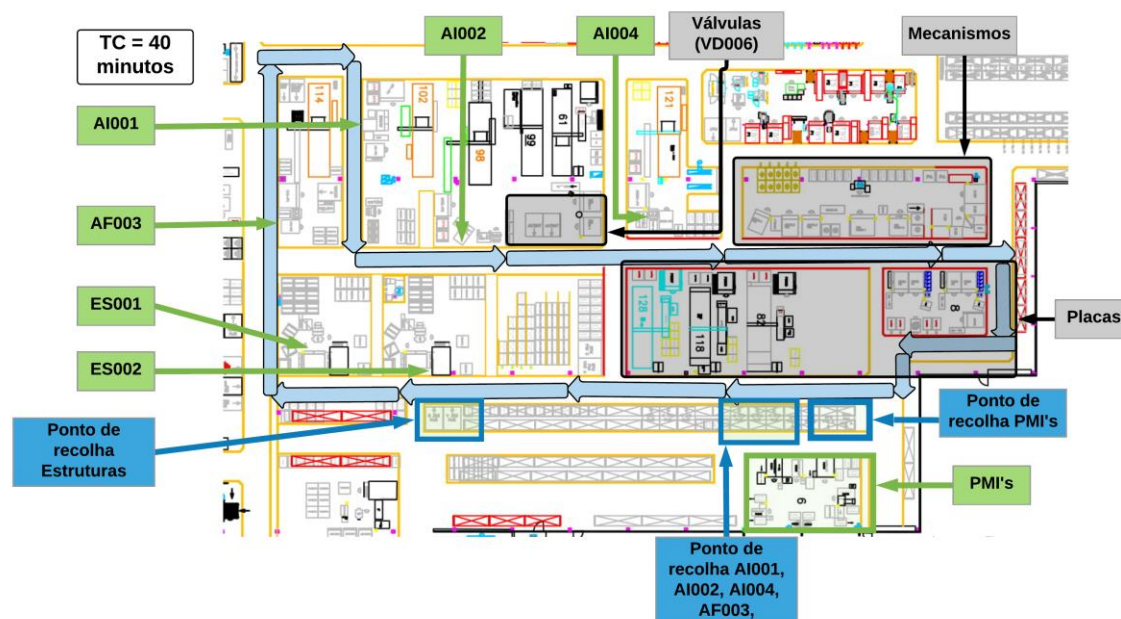 TC = 40
minutos
AI002
AI004
Válvulas
(VD006)
Mecanismos
AI001
AF003
ES001
ES002
Placas
114
102
98
99
61
121
128
118
82
8
Ponto de
recolha
Estruturas
Ponto de
recolha PMI's
PMI's
6
Ponto de
recolha AI001,
AI002, AI004,
AF003,